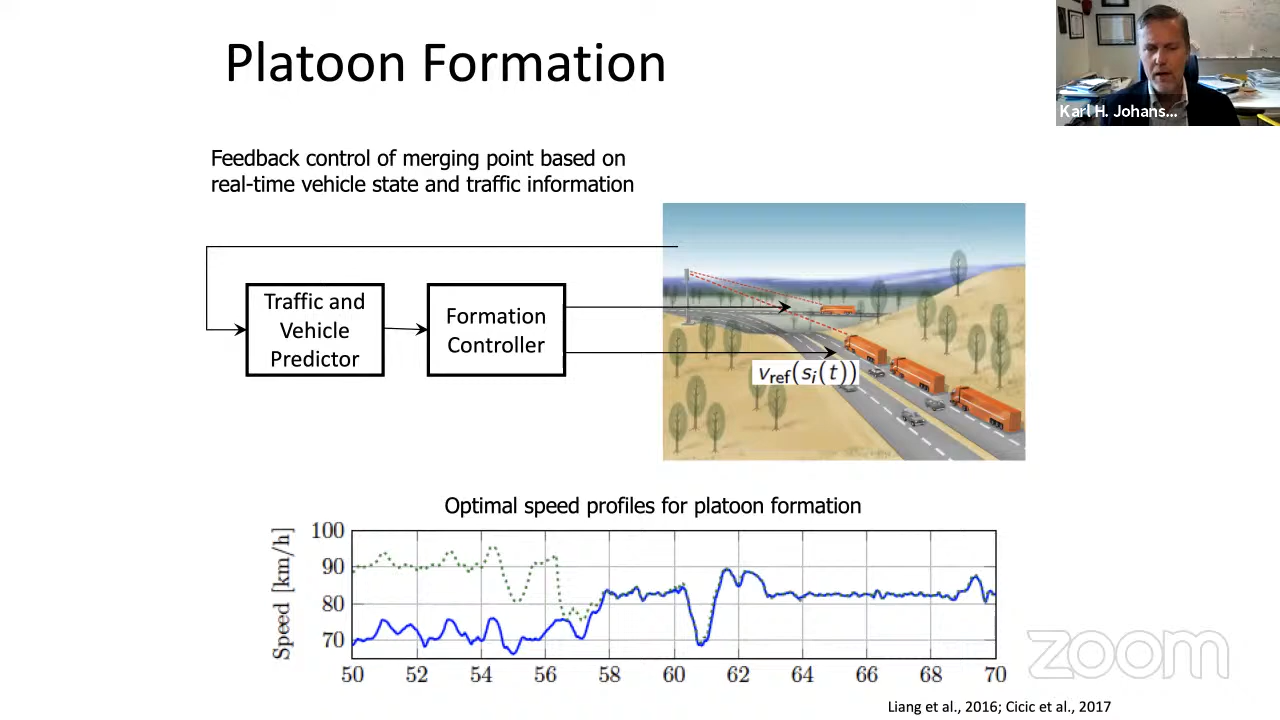 Platoon Formation
Karl H. Johans...
Feedback control of merging point based on
real-time vehicle state and traffic information
Traffic and
Vehicle
Predictor
Formation
Controller
vref(si(t))
Optimal speed profiles for platoon formation
Speed [km/h]
100
90
80
70
50 52 54 56 58 60 62 64 66 68 70
zoom
Liang et al., 2016; Cicic et al., 2017